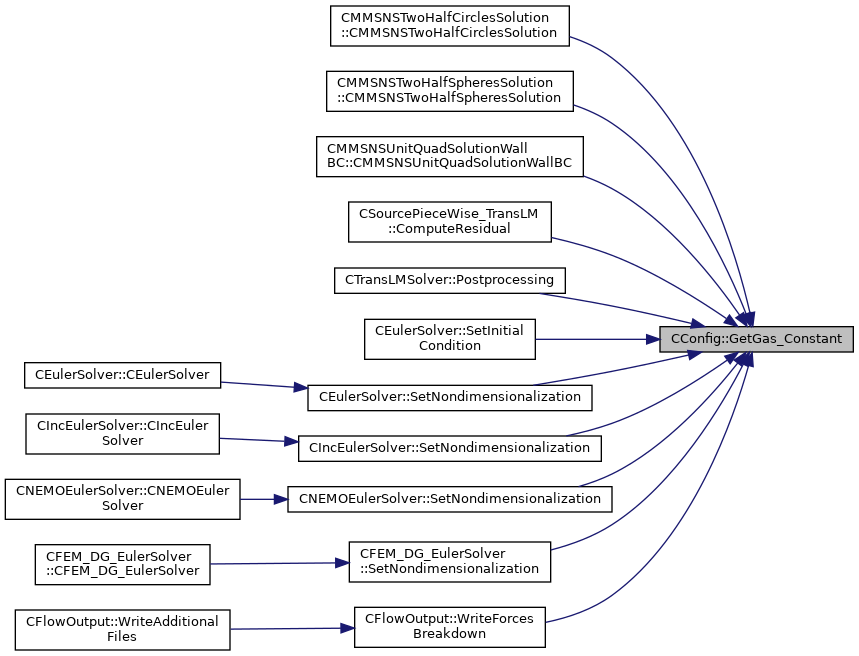 CMMSNSTwoHalfCirclesSolution
::CMMSNSTwoHalfCirclesSolution
CMMSNSTwoHalfSpheresSolution
::CMMSNSTwoHalfSpheresSolution
CMMSNSUnitQuadSolutionWall
BC::CMMSNSUnitQuadSolutionWallBC
CSourcePieceWise_TransLM
::ComputeResidual
CTransLMSolver::Postprocessing
CEulerSolver::SetInitial
Condition
CConfig::GetGas_Constant
CEulerSolver::CEulerSolver
CEulerSolver::SetNondimensionalization
CIncEulerSolver::CIncEuler
Solver
CIncEulerSolver::SetNondimensionalization
CNEMOEulerSolver::CNEMOEuler
Solver
CNEMOEulerSolver::SetNondimensionalization
CFEM_DG_EulerSolver
::CFEM_DG_EulerSolver
CFEM_DG_EulerSolver
::SetNondimensionalization
CFlowOutput::WriteAdditional
Files
CFlowOutput::WriteForces
Breakdown